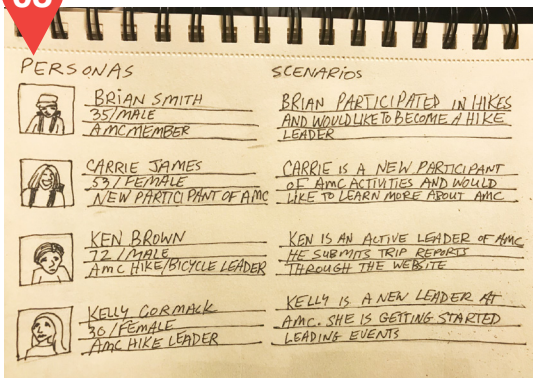 PERSONAS
SCENARIOS
BRIAN SMITH
35/MALE
AMC MEMBER
BRIAN PARTICIPATED IN HIKES
AND WOULD LIKE TO BECOME A HIKE
LEADER
CARRIE JAMES
53/FEMALE
NEW PARTICIPANT OF AMC
CARRIE IS A NEW PARTICIPANT
OF AMC ACTIVITIES AND WOULD
LIKE TO LEARN MORE ABOUT AMC
KEN BROWN
72/MALE
AMC HIKE/BICYCLE LEADER
KEN IS AN ACTIVE LEADER OF AMC
HE SUBMITS TRIP REPORTS
THROUGH THE WEBSITE
KELLY CORMACK
36/FEMALE
AMC HIKE LEADER
KELLY IS A NEW LEADER AT
AMC. SHE IS GETTING STARTED
LEADING EVENTS